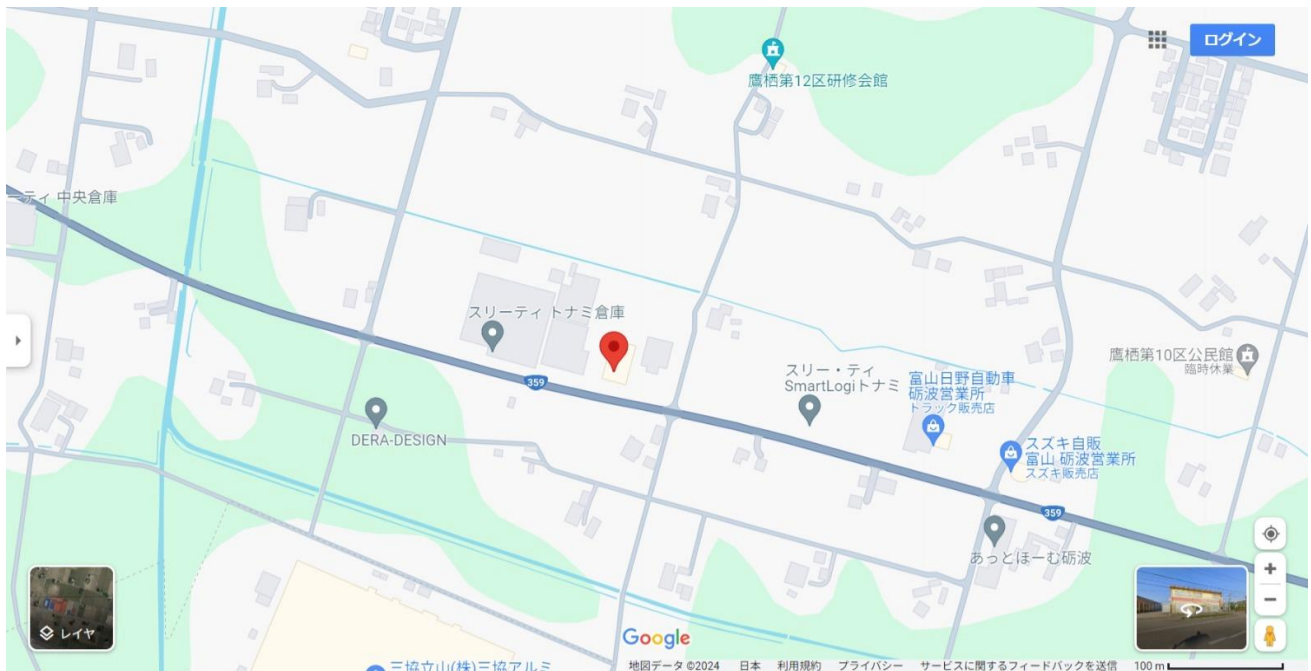 ログイン
鷹栖第12区研修会館
ーティ 中央倉庫
スリーティ トナミ倉庫
359
鷹栖第10区公民館
臨時休業
スリー・ティ
SmartLogiトナミ
富山日野自動車
砺波営業所
トラック販売店
DERA-DESIGN
スズキ自販
富山 砺波営業所
スズキ販売店
359
あっとほーむ砺波
レイヤ
Google
三協立山(株)三協アルミ
地図データ ©2024 日本 利用規約 プライバシー サービスに関するフィードバックを送信 100 m